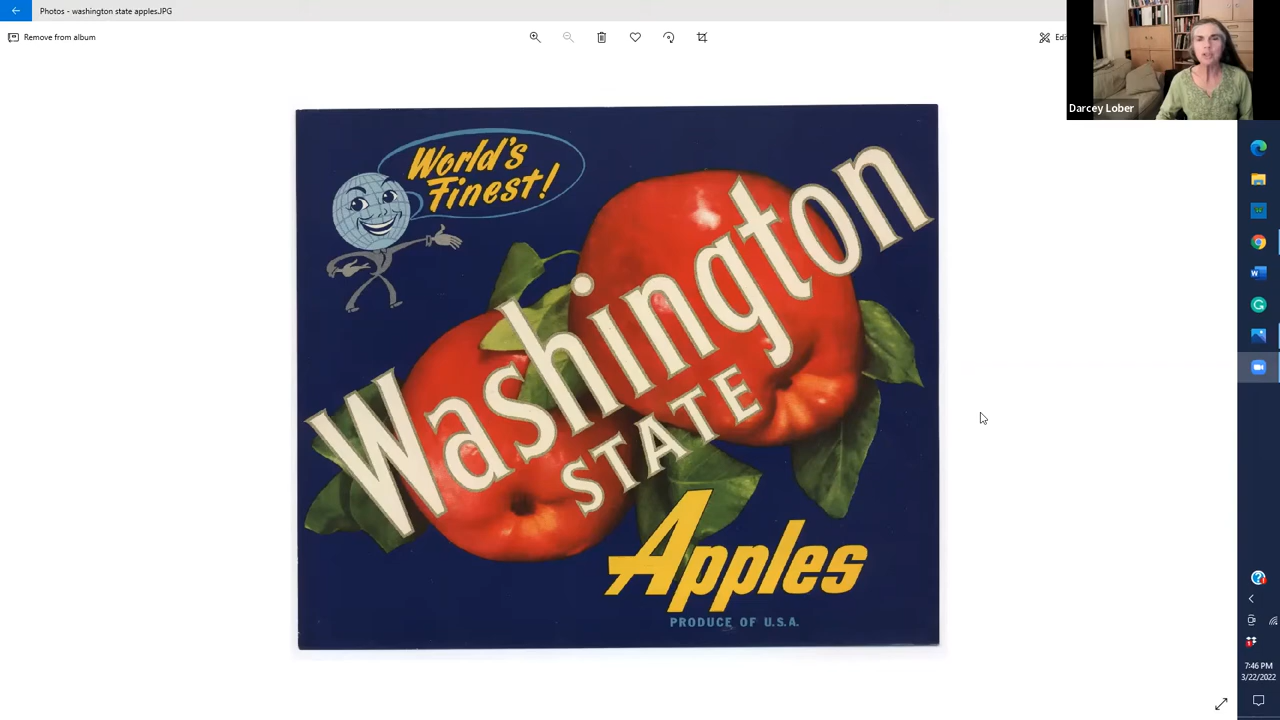 Photos - washington state apples.JPG
Remove from album
Darcey Lober
World's
Finest!
Washington
STATE
Apples
PRODUCE OF U.S.A.
7:46 PM
3/22/2022